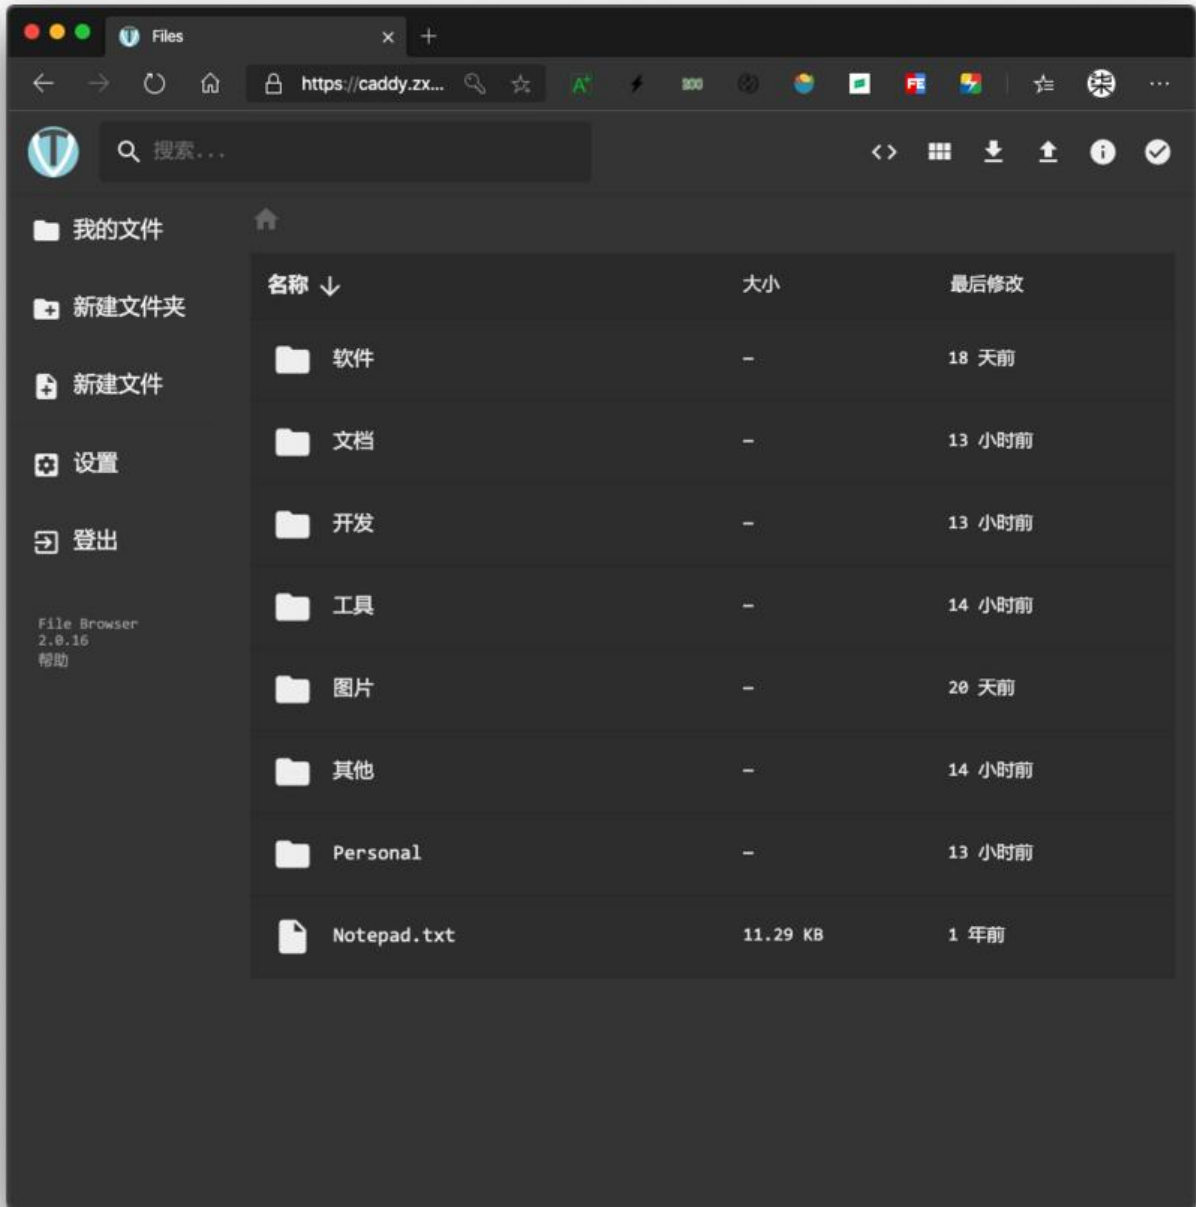 Files
https://caddy.zx...
搜索...
我的文件
新建文件夹
新建文件
设置
登出
File Browser
2.0.16
帮助
名称 大小 最后修改
软件 – 18 天前
文档 – 13 小时前
开发 – 13 小时前
工具 – 14 小时前
图片 – 20 天前
其他 – 14 小时前
Personal – 13 小时前
Notepad.txt 11.29 KB 1 年前